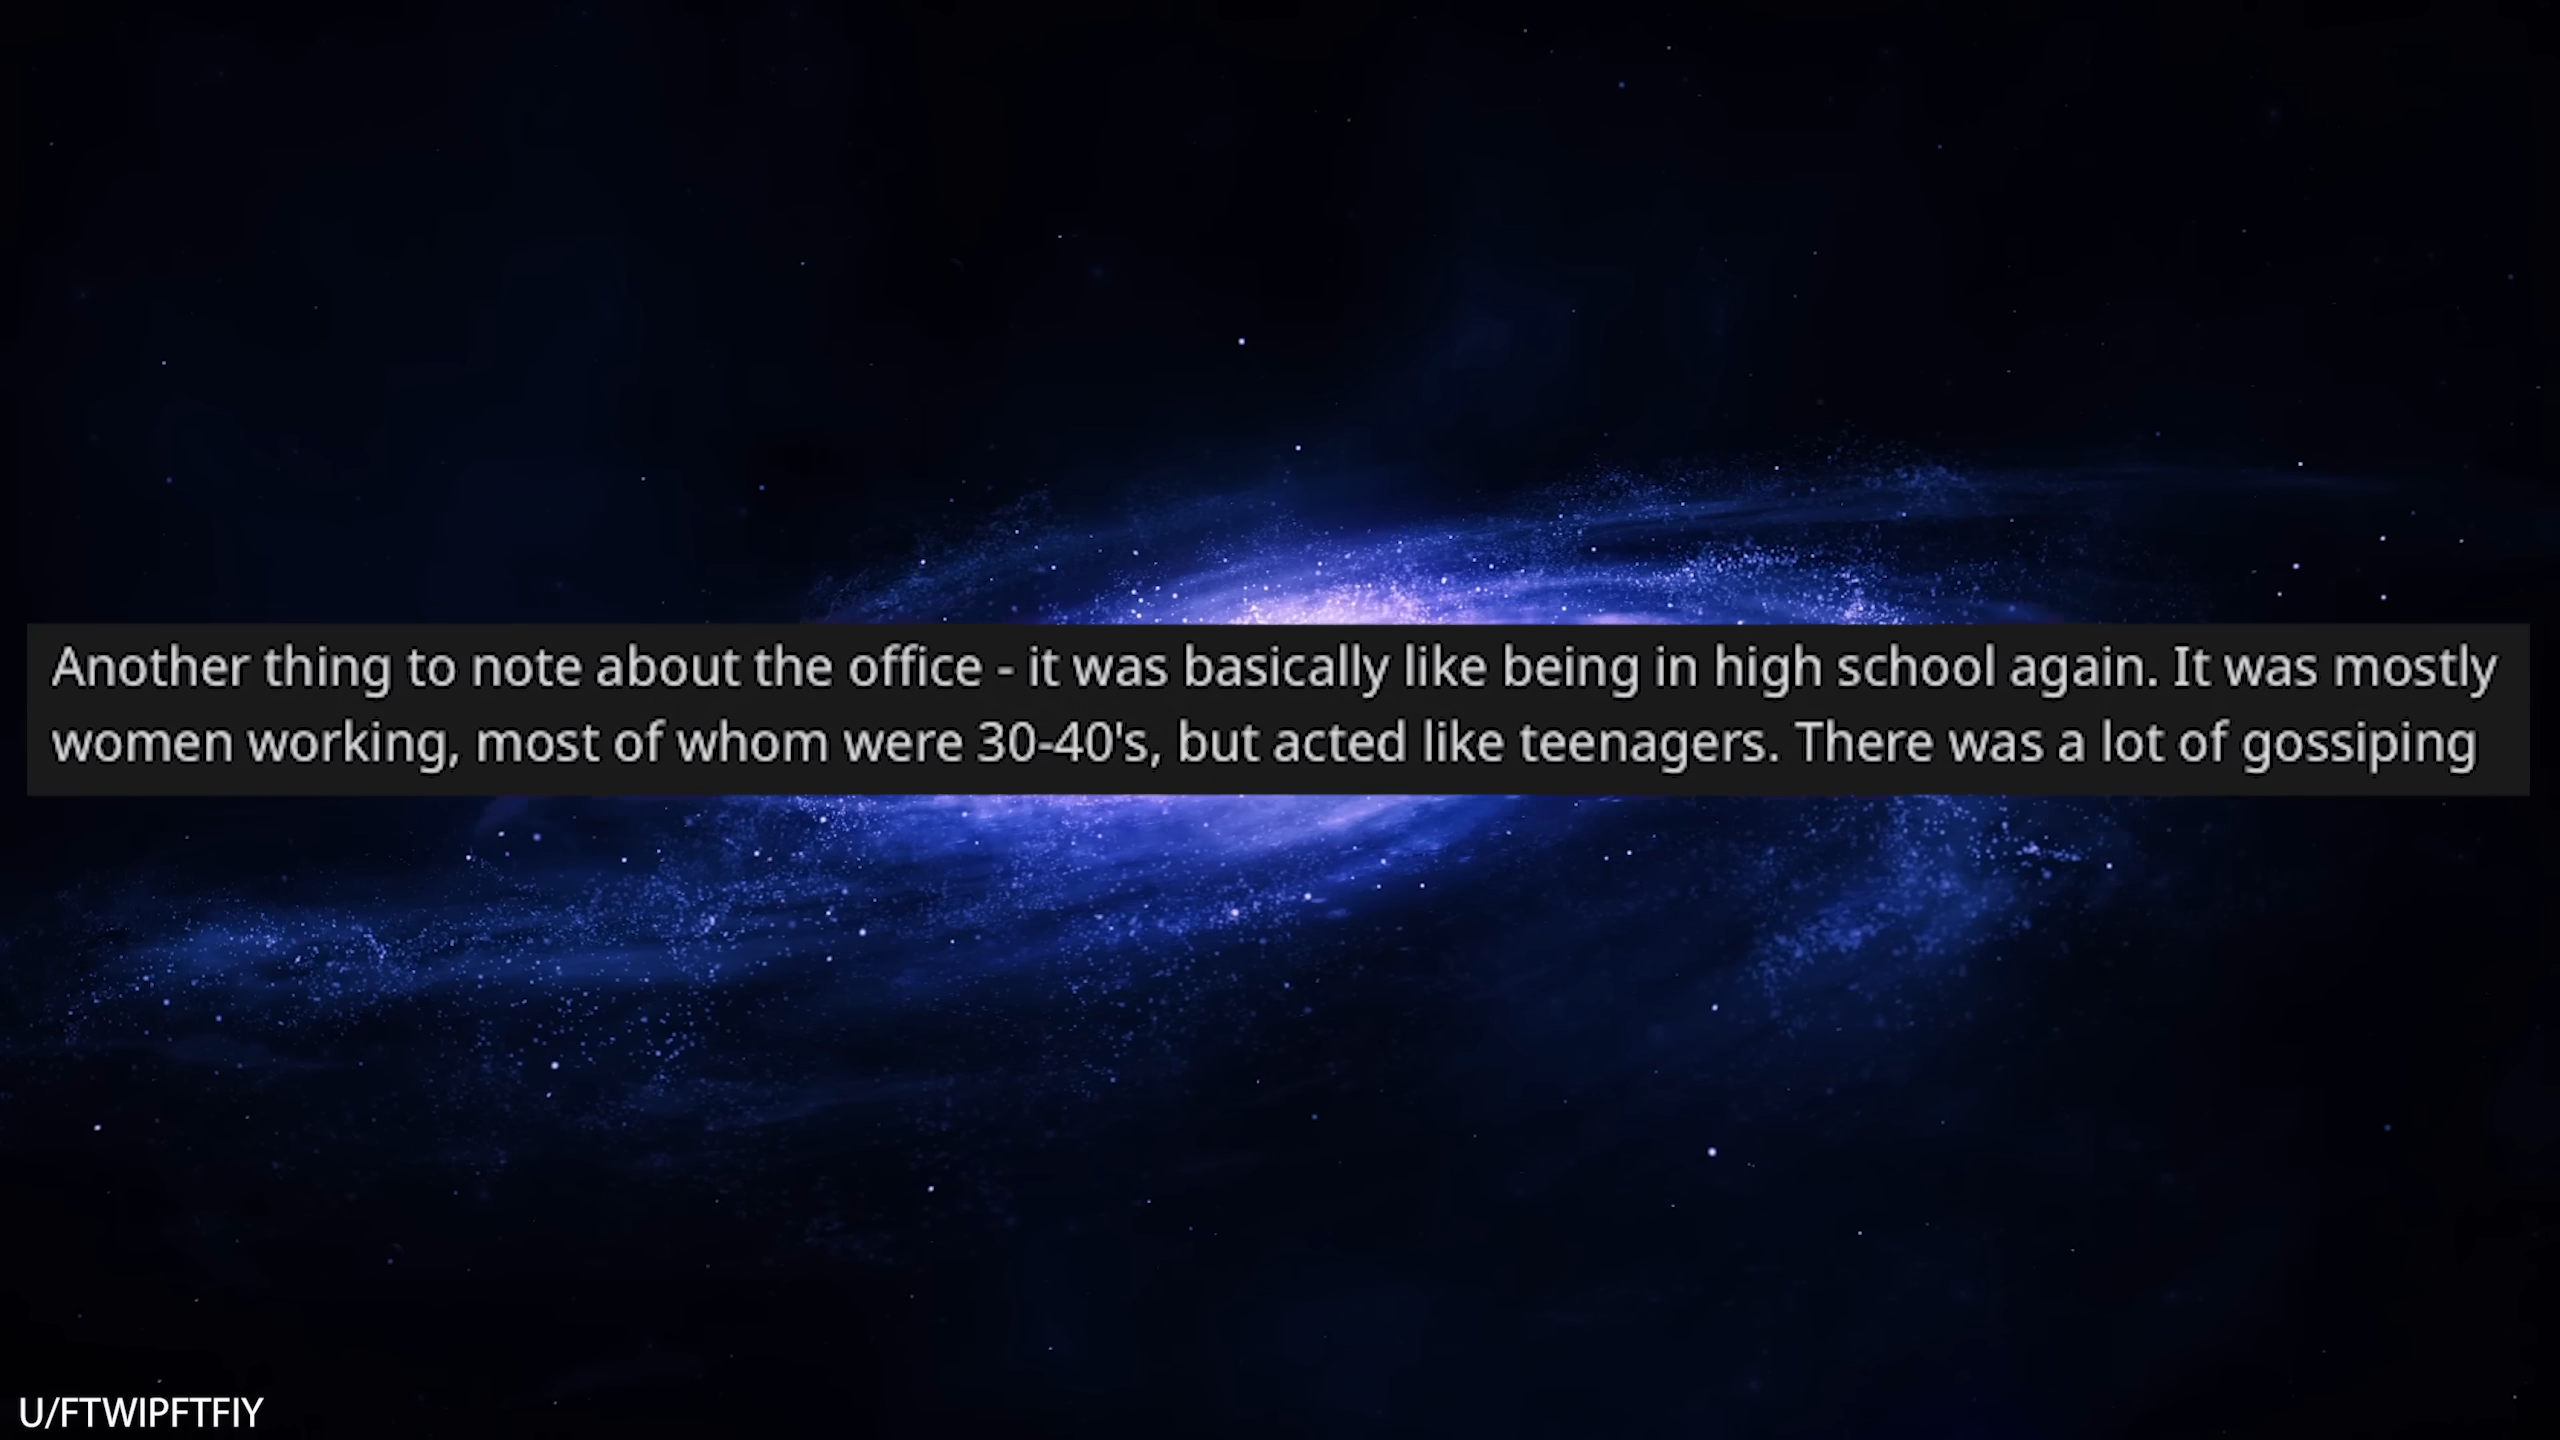 Another thing to note about the office - it was basically like being in high school again. It was mostly
women working, most of whom were 30-40's, but acted like teenagers. There was a lot of gossiping
U/FTWIPFTFIY